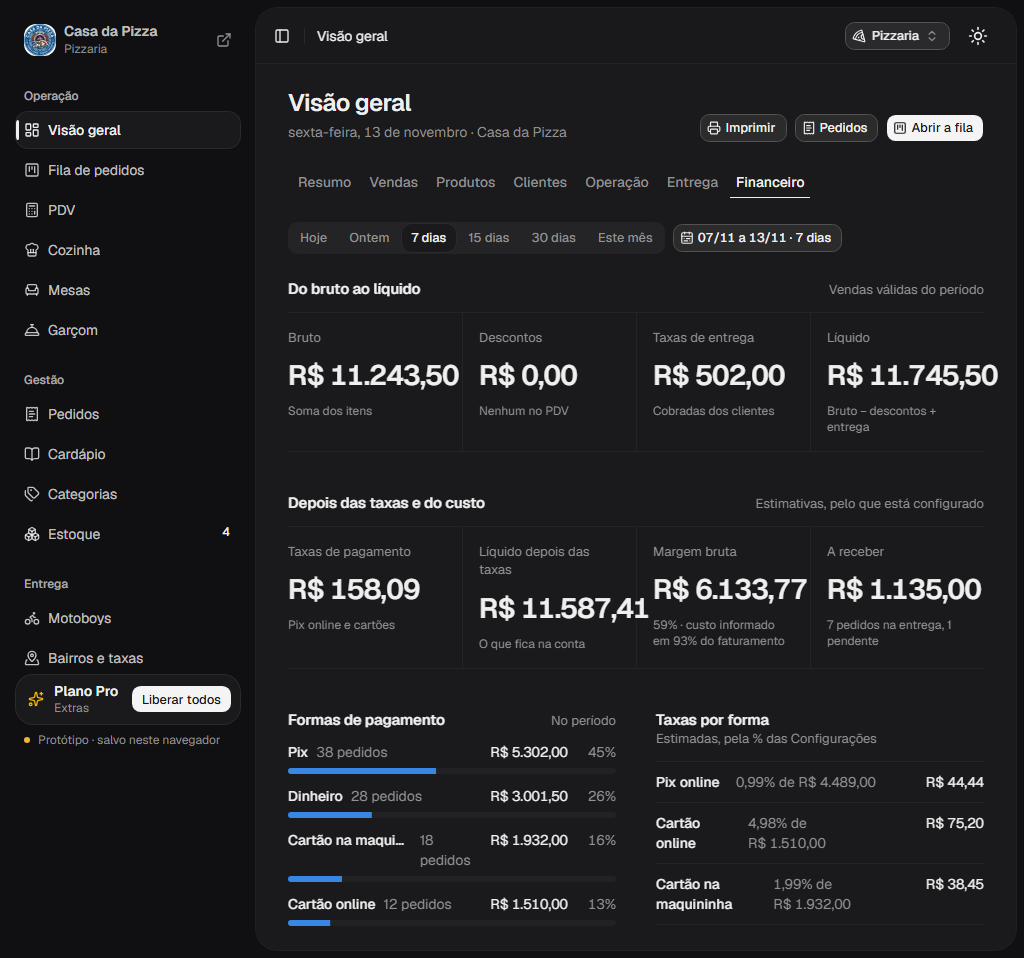 Casa da Pizza
Pizzaria
Operação
Visão geral
Fila de pedidos
PDV
Cozinha
Mesas
Garçom
Gestão
Pedidos
Cardápio
Categorias
Estoque 4
Entrega
Motoboys
Bairros e taxas
Plano Pro
Extras
Liberar todos
Protótipo · salvo neste navegador
Visão geral
Pizzaria
Visão geral
sexta-feira, 13 de novembro · Casa da Pizza
Imprimir Pedidos Abrir a fila
Resumo Vendas Produtos Clientes Operação Entrega Financeiro
Hoje Ontem 7 dias 15 dias 30 dias Este mês 07/11 a 13/11 · 7 dias
Do bruto ao líquido Vendas válidas do período
Bruto
R$ 11.243,50
Soma dos itens
Descontos
R$ 0,00
Nenhum no PDV
Taxas de entrega
R$ 502,00
Cobradas dos clientes
Líquido
R$ 11.745,50
Bruto − descontos +
entrega
Depois das taxas e do custo Estimativas, pelo que está configurado
Taxas de pagamento
R$ 158,09
Pix online e cartões
Líquido depois das
taxas
R$ 11.587,41
O que fica na conta
Margem bruta
R$ 6.133,77
59% · custo informado
em 93% do faturamento
A receber
R$ 1.135,00
7 pedidos na entrega, 1
pendente
Formas de pagamento No período
Pix 38 pedidos R$ 5.302,00 45%
Dinheiro 28 pedidos R$ 3.001,50 26%
Cartão na maqui... 18 R$ 1.932,00 16%
pedidos
Cartão online 12 pedidos R$ 1.510,00 13%
Taxas por forma
Estimadas, pela % das Configurações
Pix online 0,99% de R$ 4.489,00 R$ 44,44
Cartão 4,98% de R$ 75,20
online R$ 1.510,00
Cartão na 1,99% de R$ 38,45
maquininha R$ 1.932,00